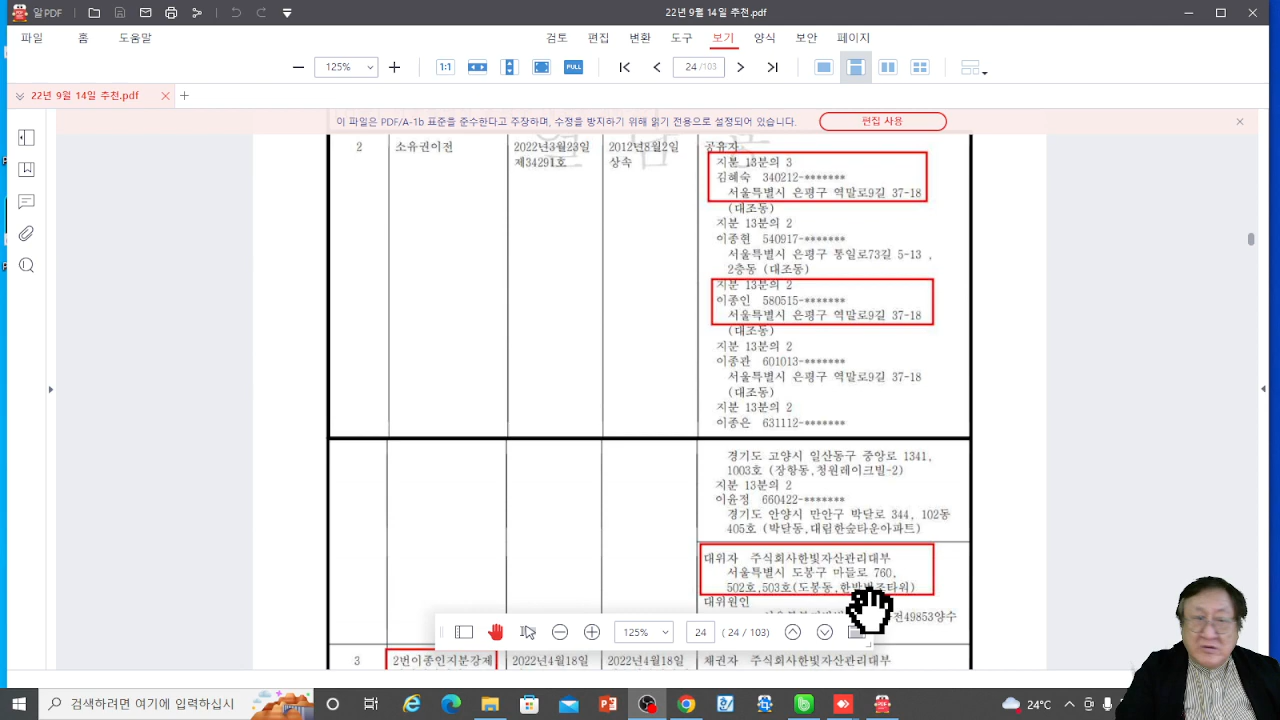 알PDF
22년 9월 14일 추천.pdf
파일 홈 도움말 검토 편집 변환 도구 보기 양식 보안 페이지
125% 1:1 FULL 24 /103
22년 9월 14일 추천.pdf
이 파일은 PDF/A-1b 표준을 준수한다고 주장하며, 수정을 방지하기 위해 읽기 전용으로 설정되어 있습니다. 편집 사용
2 소유권이전 2022년3월23일 2012년8월2일 공유자
제34291호 상속 지분 13분의 3
김혜숙 340212-*******
서울특별시 은평구 역말로9길 37-18
(대조동)
지분 13분의 2
이종현 540917-*******
서울특별시 은평구 통일로73길 5-13 ,
2층동 (대조동)
지분 13분의 2
이종인 580515-*******
서울특별시 은평구 역말로9길 37-18
(대조동)
지분 13분의 2
이종관 601013-*******
서울특별시 은평구 역말로9길 37-18
(대조동)
지분 13분의 2
이종은 631112-*******
경기도 고양시 일산동구 중앙로 1341,
1003호 (장항동,청원레이크빌-2)
지분 13분의 2
이윤정 660422-*******
경기도 안양시 만안구 박달로 344, 102동
405호 (박달동,대림한숲타운아파트)
대위자 주식회사한빛자산관리대부
서울특별시 도봉구 마들로 760,
502호,503호(도봉동,
대위원인
전49853양수
125% 24 (24 / 103)
3 2번이종인지분강제 2022년4월18일 2022년4월18일 채권자 주식회사한빛자산관리대부
검색하려면 여기에 입력하십시
24°C